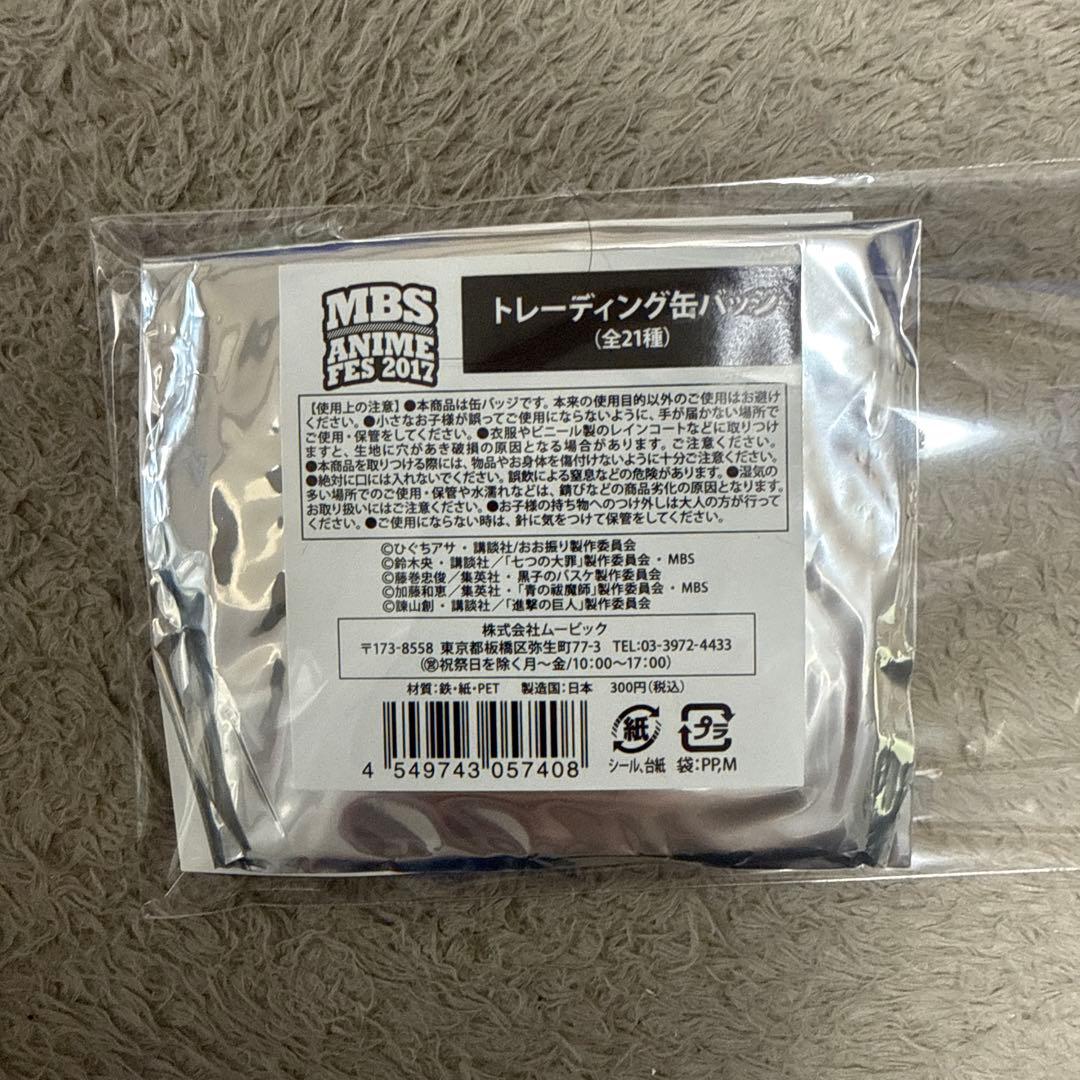 MBS
ANIME
FES 2017
トレーディング缶バッジ
(全21種)
【使用上の注意】●本商品は缶バッジです。本来の使用目的以外のご使用はお避け
ください。●小さなお子様が誤ってご使用にならないように、手が届かない場所で
ご使用・保管をしてください。●衣服やビニール製のレインコートなどに取りつけ
ますと、生地に穴があき破損の原因となる場合があります。ご注意ください。
●本商品を取りつける際には、物品やお身体を傷付けないように十分ご注意ください。
●絶対に口には入れないでください。誤飲による窒息などの危険があります。●湿気の
多い場所でのご使用・保管や水濡れなどは、錆びなどの商品劣化の原因となります。
お取り扱いにはご注意ください。●お子様の持ち物へのつけ外しは大人の方が行って
ください。●ご使用にならない時は、針に気をつけて保管をしてください。
©ひぐちアサ・講談社/おお振り製作委員会
©鈴木央・講談社/「七つの大罪」製作委員会・MBS
©藤巻忠俊/集英社・黒子のバスケ製作委員会
©加藤和恵/集英社・「青の祓魔師」製作委員会・MBS
©諫山創・講談社/「進撃の巨人」製作委員会
株式会社ムービック
〒173-8558 東京都板橋区弥生町77-3 TEL:03-3972-4433
(㊺祝祭日を除く月〜金/10:00〜17:00)
材質:鉄・紙・PET 製造国:日本 300円(税込)
紙 プラ
シール、台紙 袋:PP,M
4 549743 057408